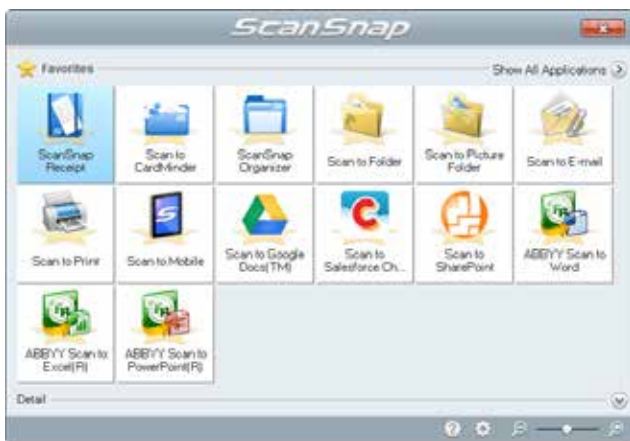 ScanSnap
Favorites
Show All Applications
ScanSnap
Receipt
Scan to
CardMinder
ScanSnap
Organizer
Scan to Folder
Scan to Picture
Folder
Scan to E-mail
Scan to Print
Scan to Mobile
Scan to Google
Docs(TM)
Scan to
Salesforce Ch...
Scan to
SharePoint
ABBYY Scan to
Word
ABBYY Scan to
Excel(R)
ABBYY Scan to
PowerPoint(R)
Detail